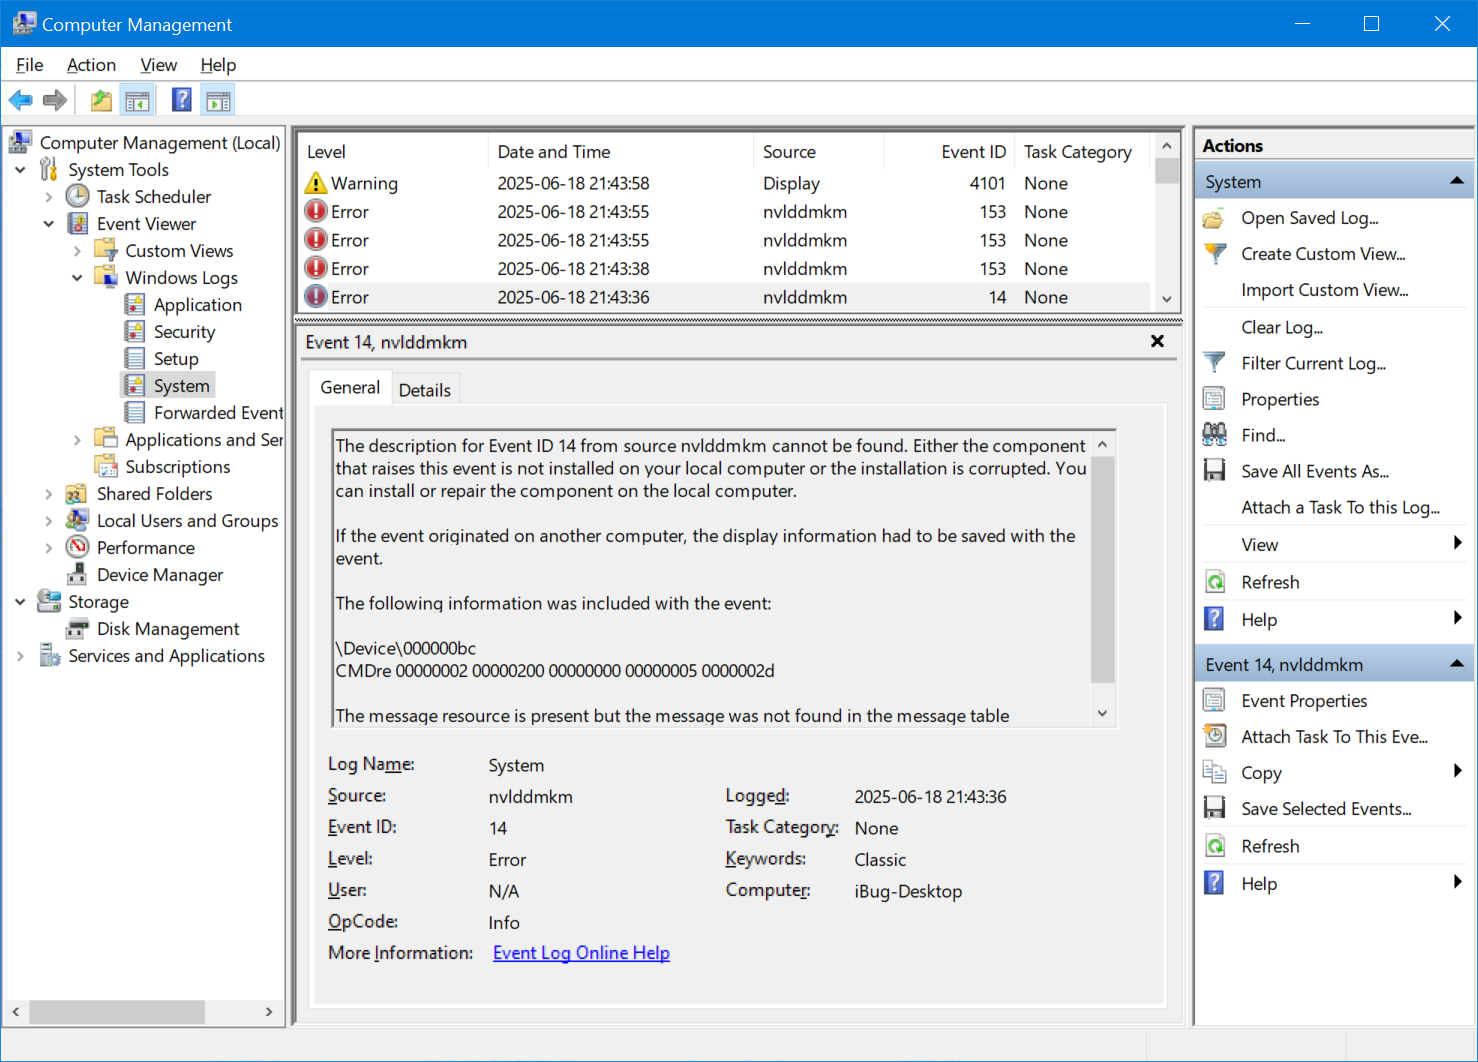 Computer Management
File Action View Help
Computer Management (Local)
System Tools
Task Scheduler
Event Viewer
Custom Views
Windows Logs
Application
Security
Setup
System
Forwarded Event
Applications and Ser
Subscriptions
Shared Folders
Local Users and Groups
Performance
Device Manager
Storage
Disk Management
Services and Applications
Level Date and Time Source Event ID Task Category
Warning 2025-06-18 21:43:58 Display 4101 None
Error 2025-06-18 21:43:55 nvlddmkm 153 None
Error 2025-06-18 21:43:55 nvlddmkm 153 None
Error 2025-06-18 21:43:38 nvlddmkm 153 None
Error 2025-06-18 21:43:36 nvlddmkm 14 None
Event 14, nvlddmkm
General Details
The description for Event ID 14 from source nvlddmkm cannot be found. Either the component
that raises this event is not installed on your local computer or the installation is corrupted. You
can install or repair the component on the local computer.
If the event originated on another computer, the display information had to be saved with the
event.
The following information was included with the event:
\Device\000000bc
CMDre 00000002 00000200 00000000 00000005 0000002d
The message resource is present but the message was not found in the message table
Log Name: System
Source: nvlddmkm Logged: 2025-06-18 21:43:36
Event ID: 14 Task Category: None
Level: Error Keywords: Classic
User: N/A Computer: iBug-Desktop
OpCode: Info
More Information: Event Log Online Help
Actions
System
Open Saved Log...
Create Custom View...
Import Custom View...
Clear Log...
Filter Current Log...
Properties
Find...
Save All Events As...
Attach a Task To this Log...
View
Refresh
Help
Event 14, nvlddmkm
Event Properties
Attach Task To This Eve...
Copy
Save Selected Events...
Refresh
Help